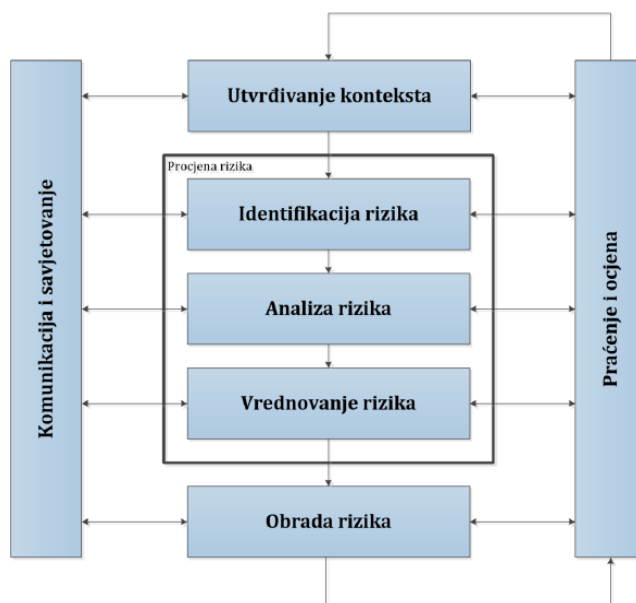 Utvrđivanje konteksta
Procjena rizika
Identifikacija rizika
Analiza rizika
Vrednovanje rizika
Obrada rizika
Komunikacija i savjetovanje
Praćenje i ocjena